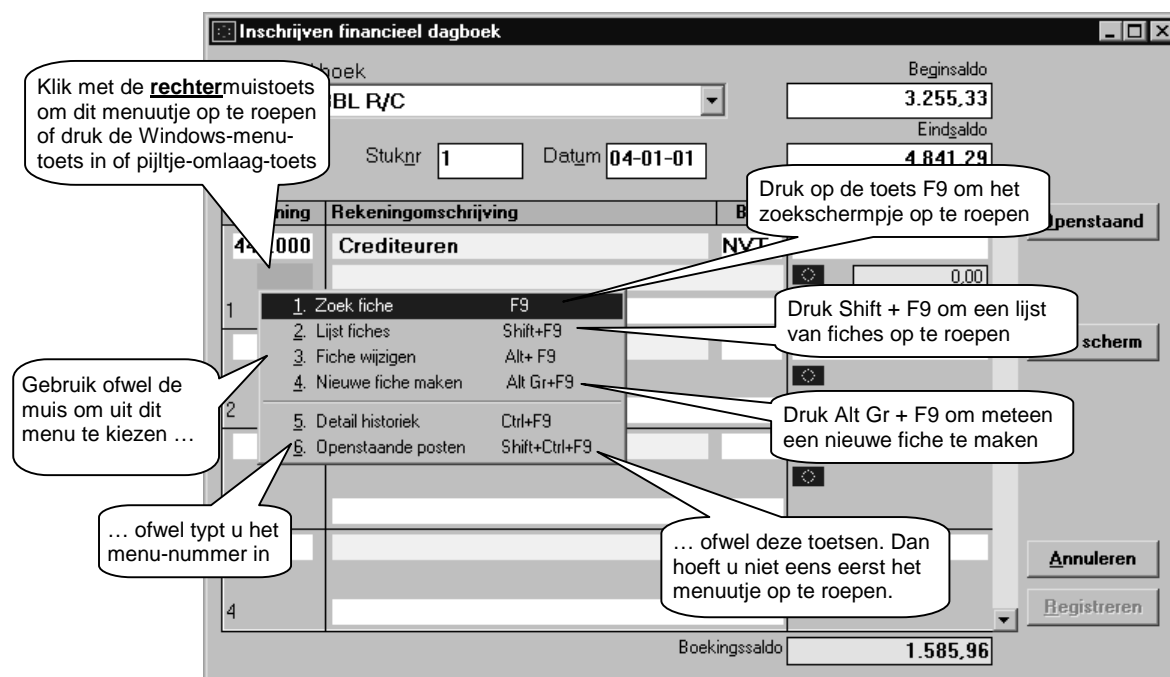 Inschrijven financieel dagboek
Klik met de rechtermuistoets
om dit menuutje op te roepen
of druk de Windows-menu-
toets in of pijltje-omlaag-toets
Beginsaldo
BBL R/C
3.255,33
Eindsaldo
4.841,29
Stuknr 1 Datum 04-01-01
Druk op de toets F9 om het
zoekschermpje op te roepen
Rekeningomschrijving
Openstaand
Crediteuren
NVT
0,00
1
1. Zoek fiche F9
2. Lijst fiches Shift+F9
3. Fiche wijzigen Alt+ F9
4. Nieuwe fiche maken Alt Gr+F9
5. Detail historiek Ctrl+F9
6. Openstaande posten Shift+Ctrl+F9
Druk Shift + F9 om een lijst
van fiches op te roepen
scherm
Gebruik ofwel de
muis om uit dit
menu te kiezen …
2
Druk Alt Gr + F9 om meteen
een nieuwe fiche te maken
… ofwel typt u het
menu-nummer in
… ofwel deze toetsen. Dan
hoeft u niet eens eerst het
menuutje op te roepen.
Annuleren
4
Registreren
Boekingssaldo 1.585,96